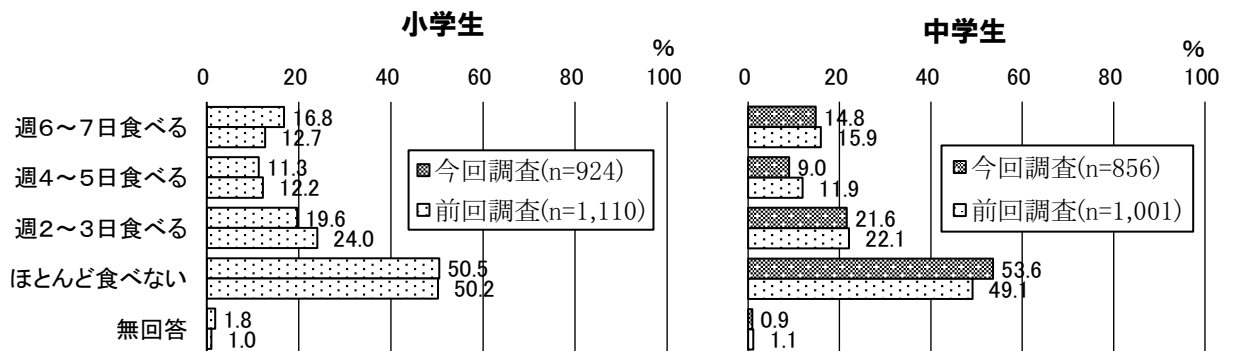 小学生
%
0 20 40 60 80 100
週6～7日食べる
16.8
12.7
週4～5日食べる
11.3
12.2
週2～3日食べる
19.6
24.0
ほとんど食べない
50.5
50.2
無回答
1.8
1.0
今回調査(n=924)
前回調査(n=1,110)
中学生
%
0 20 40 60 80 100
14.8
15.9
9.0
11.9
21.6
22.1
53.6
49.1
0.9
1.1
今回調査(n=856)
前回調査(n=1,001)